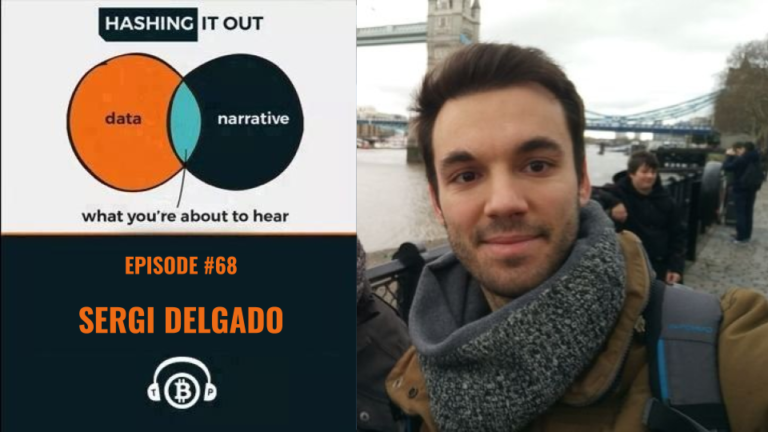 HASHING IT OUT
data
narrative
what you're about to hear
EPISODE #68
SERGI DELGADO
T ₿ P